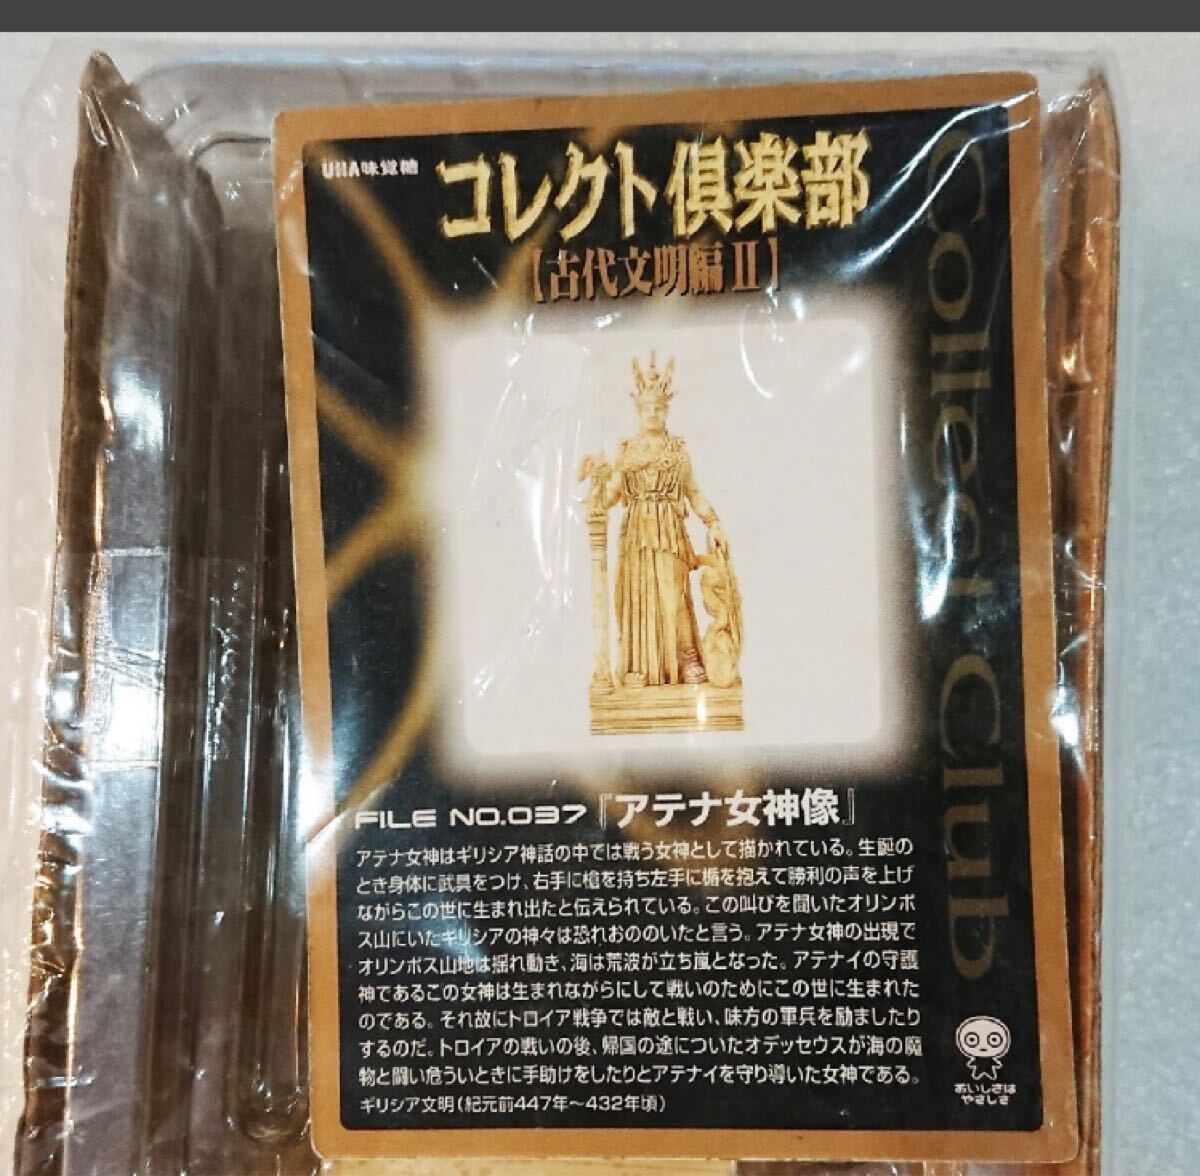 UHA味覚糖
コレクト倶楽部
【古代文明編Ⅱ】
Collect Club
FILE NO.037『アテナ女神像』
アテナ女神はギリシア神話の中では戦う女神として描かれている。生誕の
とき身体に武具をつけ、右手に槍を持ち左手に楯を抱えて勝利の声を上げ
ながらこの世に生まれ出たと伝えられている。この叫びを聞いたオリンポ
ス山にいたギリシアの神々は恐れおののいたと言う。アテナ女神の出現で
オリンポス山地は揺れ動き、海は荒波が立ち嵐となった。アテナイの守護
神であるこの女神は生まれながらにして戦いのためにこの世に生まれた
のである。それ故にトロイア戦争では敵と戦い、味方の軍兵を励ましたり
するのだ。トロイアの戦いの後、帰国の途についたオデッセウスが海の魔
物と闘い危ういときに手助けをしたりとアテナイを守り導いた女神である。
ギリシア文明(紀元前447年〜432年頃)
おいしさは
やさしさ